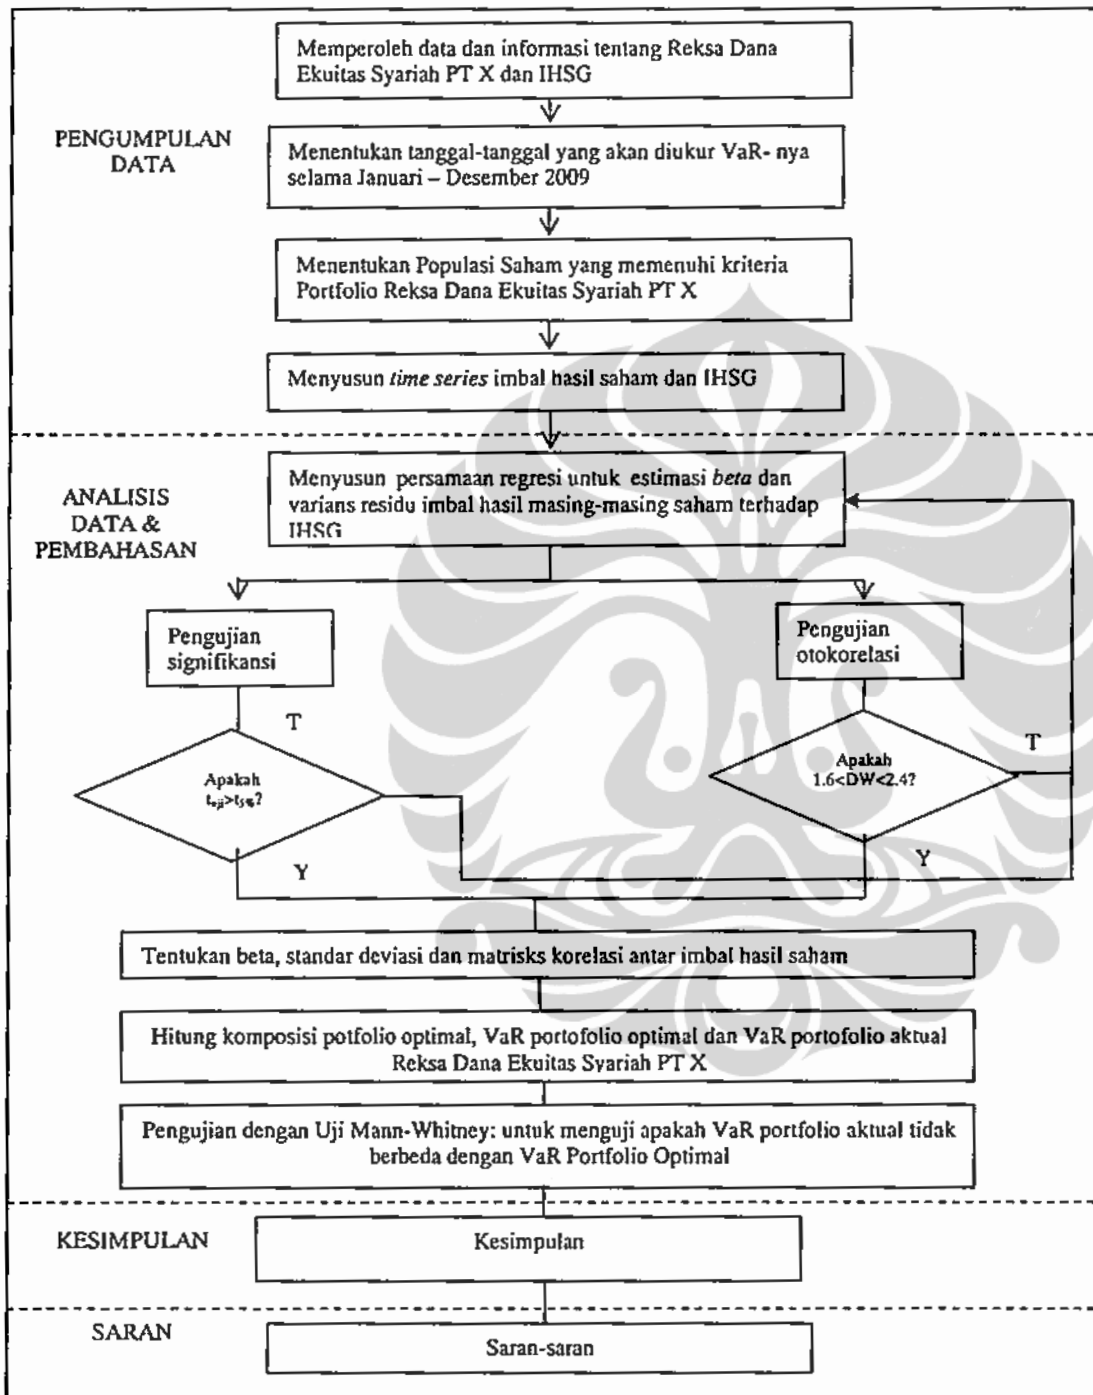 Memperoleh data dan informasi tentang Reksa Dana
Ekuitas Syariah PT X dan IHSG
PENGUMPULAN
DATA
Menentukan tanggal-tanggal yang akan diukur VaR- nya
selama Januari – Desember 2009
Menentukan Populasi Saham yang memenuhi kriteria
Portfolio Reksa Dana Ekuitas Syariah PT X
Menyusun time series imbal hasil saham dan IHSG
ANALISIS
DATA &
PEMBAHASAN
Menyusun persamaan regresi untuk estimasi beta dan
varians residu imbal hasil masing-masing saham terhadap
IHSG
Pengujian
signifikansi
Pengujian
otokorelasi
T
Apakah
t uji>t 5%?
Y
T
Apakah
1.6<DW<2.4?
Y
Tentukan beta, standar deviasi dan matrisks korelasi antar imbal hasil saham
Hitung komposisi potfolio optimal, VaR portofolio optimal dan VaR portofolio aktual
Reksa Dana Ekuitas Syariah PT X
Pengujian dengan Uji Mann-Whitney: untuk menguji apakah VaR portfolio aktual tidak
berbeda dengan VaR Portfolio Optimal
KESIMPULAN
Kesimpulan
SARAN
Saran-saran